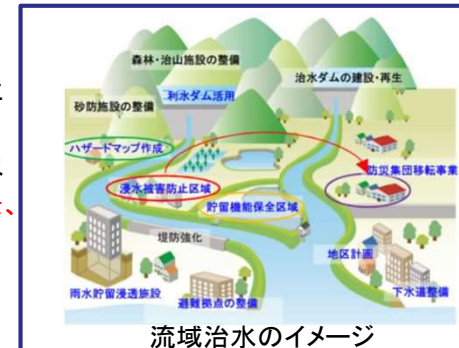 森林・治山施設の整備
治水ダムの建設・再生
砂防施設の整備
利水ダム活用
ハザードマップ作成
防災集団移転事業
浸水被害防止区域
貯留機能保全区域
堤防強化
地区計画
雨水貯留浸透施設
避難拠点の整備
下水道整備
流域治水のイメージ